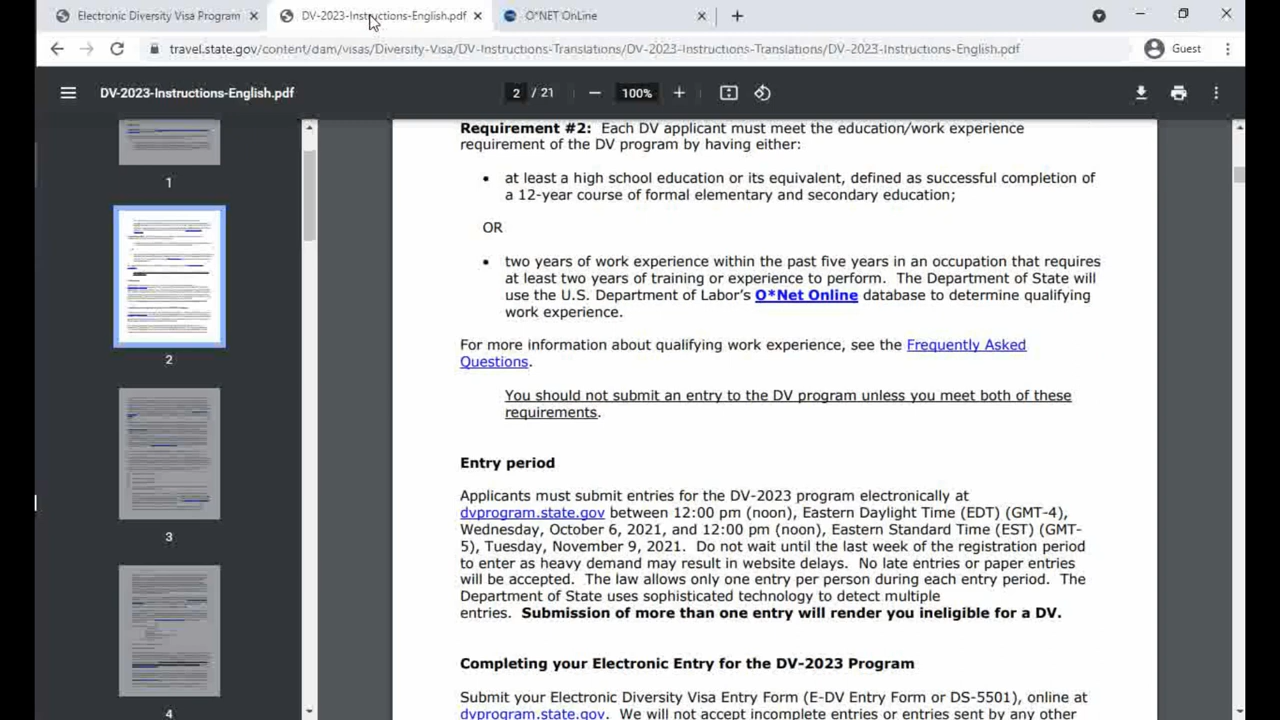 Electronic Diversity Visa Program
DV-2023-Instructions-English.pdf
O*NET OnLine
travel.state.gov/content/dam/visas/Diversity-Visa/DV-Instructions-Translations/DV-2023-Instructions-Translations/DV-2023-Instructions-English.pdf
Guest
DV-2023-Instructions-English.pdf
2 / 21
100%
1
2
3
4
Requirement #2: Each DV applicant must meet the education/work experience
requirement of the DV program by having either:
• at least a high school education or its equivalent, defined as successful completion of
a 12-year course of formal elementary and secondary education;
OR
• two years of work experience within the past five years in an occupation that requires
at least two years of training or experience to perform. The Department of State will
use the U.S. Department of Labor's O*Net Online database to determine qualifying
work experience.
For more information about qualifying work experience, see the Frequently Asked
Questions.
You should not submit an entry to the DV program unless you meet both of these
requirements.
Entry period
Applicants must submit entries for the DV-2023 program electronically at
dvprogram.state.gov between 12:00 pm (noon), Eastern Daylight Time (EDT) (GMT-4),
Wednesday, October 6, 2021, and 12:00 pm (noon), Eastern Standard Time (EST) (GMT-
5), Tuesday, November 9, 2021. Do not wait until the last week of the registration period
to enter as heavy demand may result in website delays. No late entries or paper entries
will be accepted. The law allows only one entry per person during each entry period. The
Department of State uses sophisticated technology to detect multiple
entries. Submission of more than one entry will render you ineligible for a DV.
Completing your Electronic Entry for the DV-2023 Program
Submit your Electronic Diversity Visa Entry Form (E-DV Entry Form or DS-5501), online at
dvprogram.state.gov. We will not accept incomplete entries or entries sent by any other